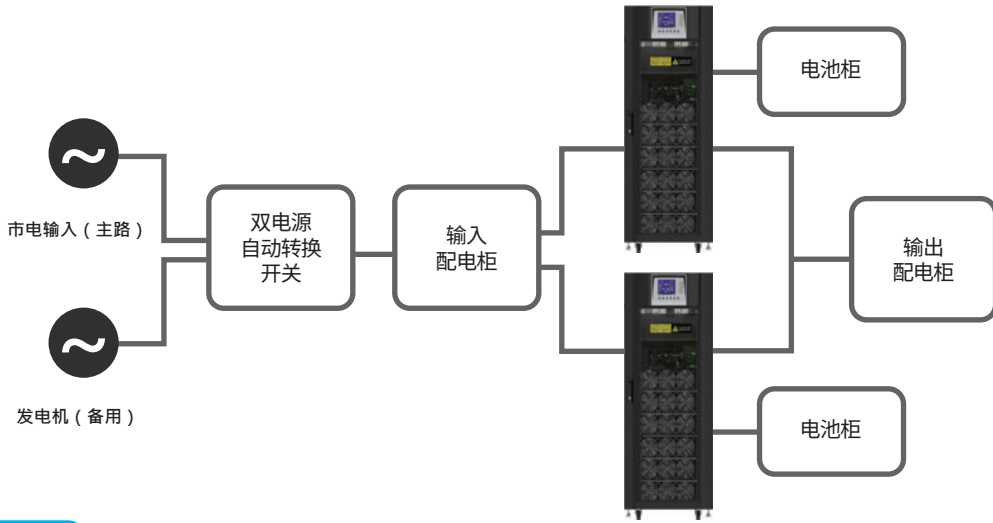 市电输入（主路）
发电机（备用）
双电源
自动转换
开关
输入
配电柜
电池柜
输出
配电柜
电池柜